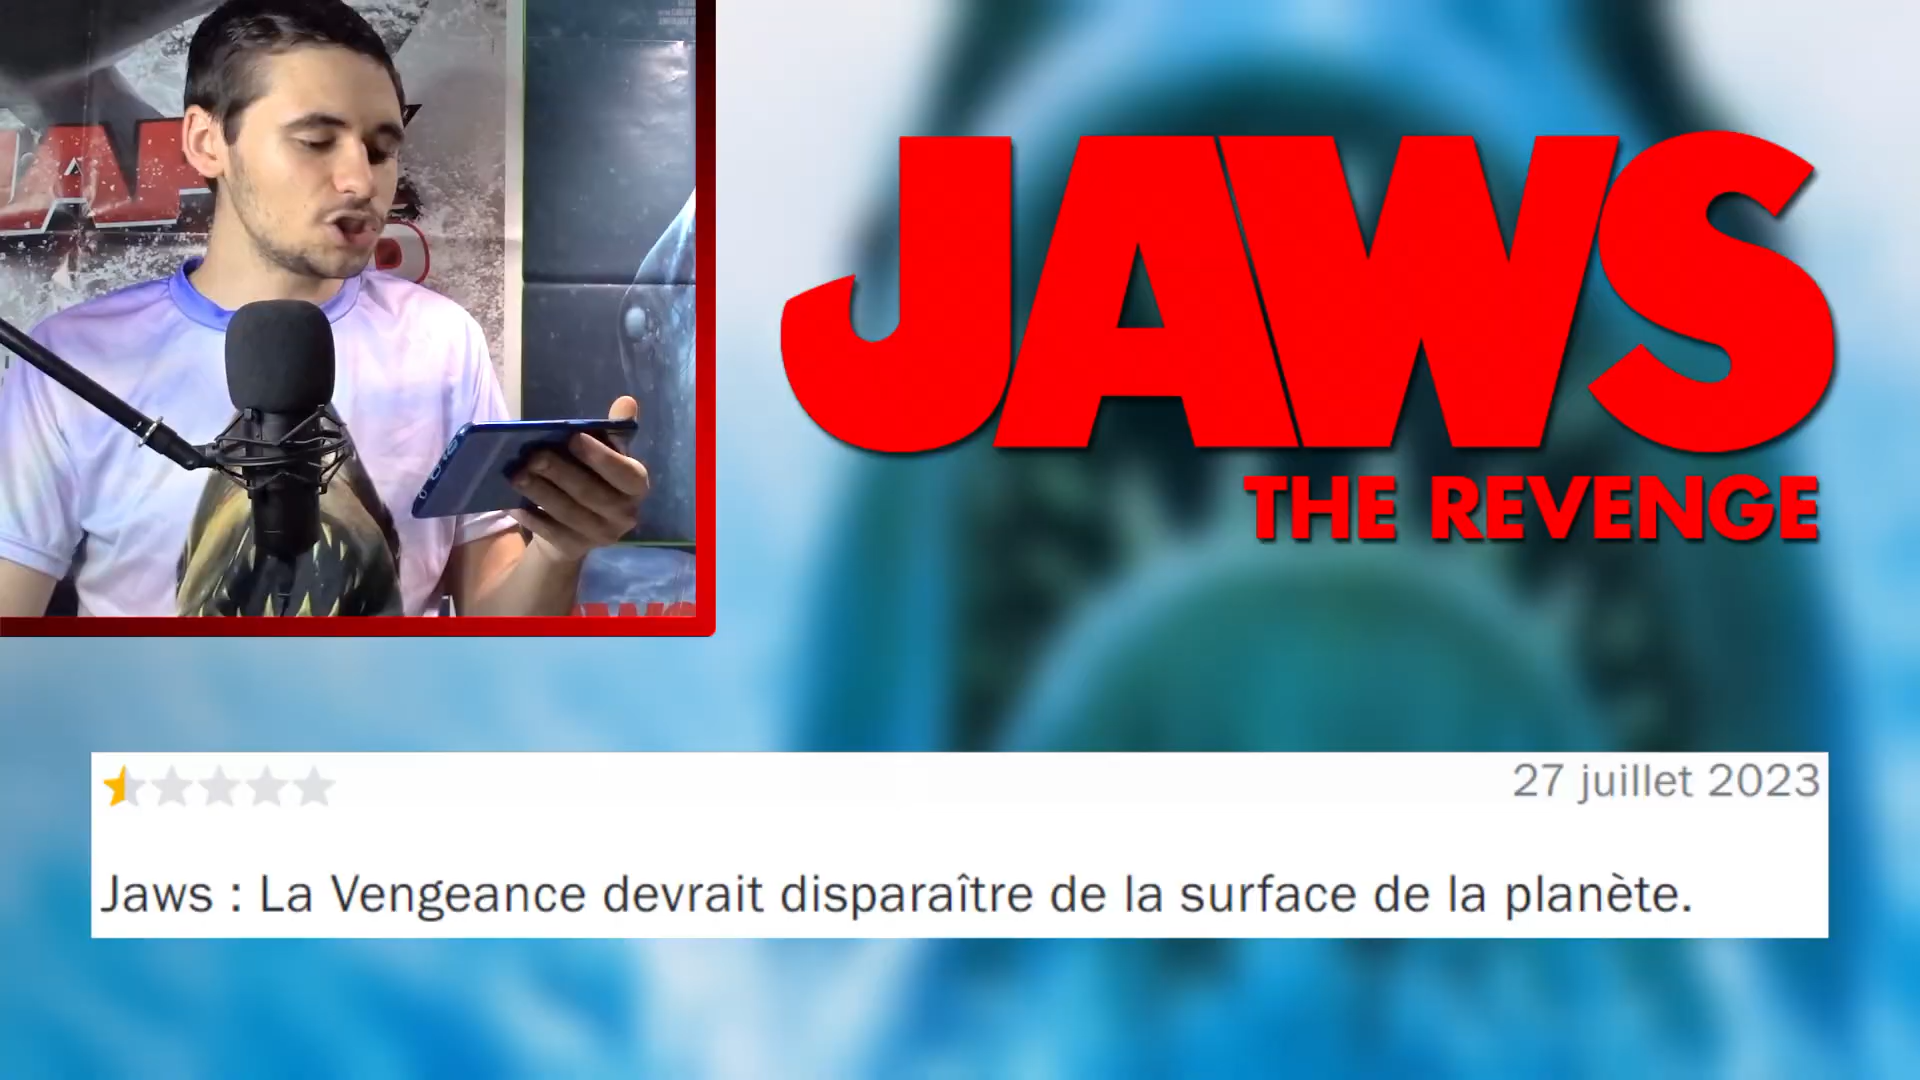 JAWS
THE REVENGE
27 juillet 2023
Jaws : La Vengeance devrait disparaître de la surface de la planète.